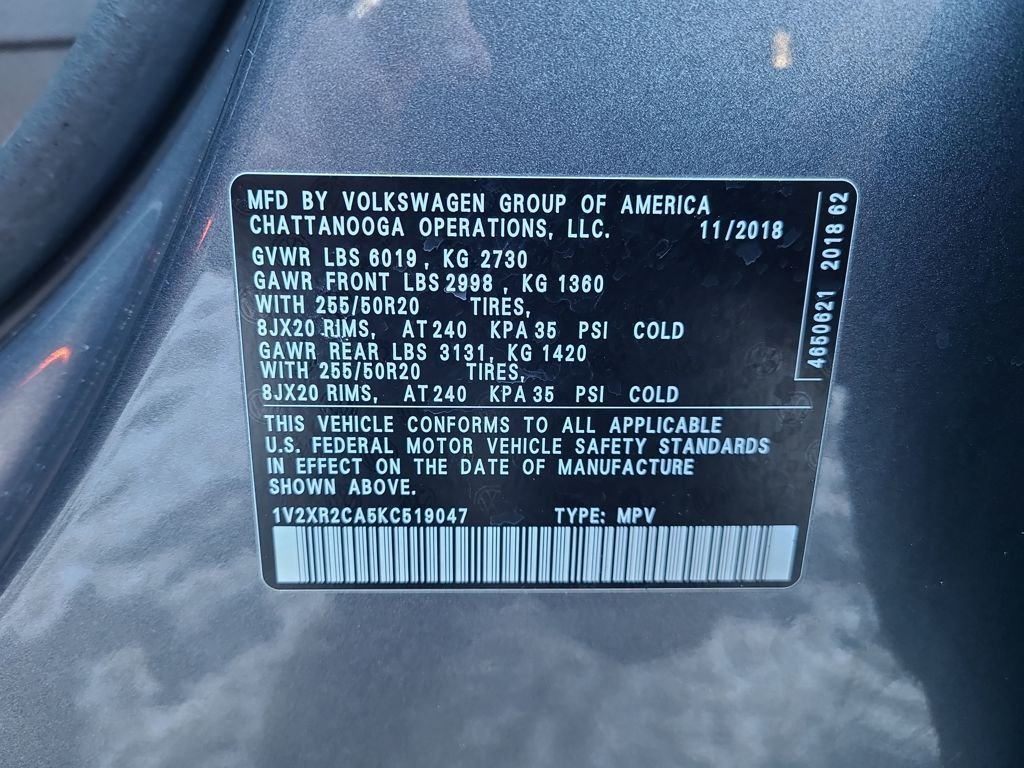 MFD BY VOLKSWAGEN GROUP OF AMERICA
CHATTANOOGA OPERATIONS, LLC. 11/2018
GVWR LBS 6019, KG 2730
GAWR FRONT LBS 2998, KG 1360
WITH 255/50R20 TIRES,
8JX20 RIMS, AT 240 KPA 35 PSI COLD
GAWR REAR LBS 3131, KG 1420
WITH 255/50R20 TIRES,
8JX20 RIMS, AT 240 KPA 35 PSI COLD
THIS VEHICLE CONFORMS TO ALL APPLICABLE
U.S. FEDERAL MOTOR VEHICLE SAFETY STANDARDS
IN EFFECT ON THE DATE OF MANUFACTURE
SHOWN ABOVE.
1V2XR2CA5KC519047 TYPE: MPV
4650621 2018 62